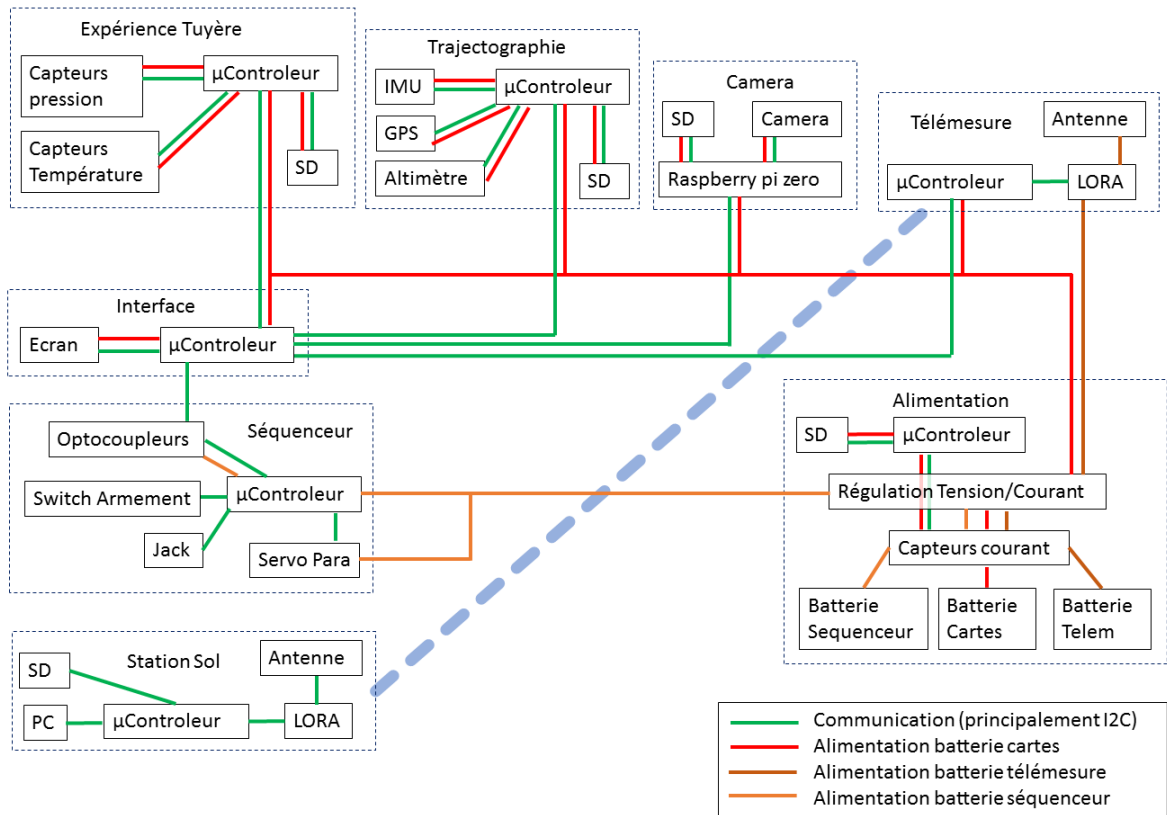 Expérience Tuyère
Capteurs
pression
µControleur
Capteurs
Température
SD
Trajectographie
IMU
µControleur
GPS
Altimètre
SD
Camera
SD
Camera
Raspberry pi zero
Télémesure
Antenne
µControleur
LORA
Interface
Ecran
µControleur
Optocoupleurs
Séquenceur
Switch Armement
µControleur
Jack
Servo Para
Alimentation
SD
µControleur
Régulation Tension/Courant
Capteurs courant
Batterie
Sequenceur
Batterie
Cartes
Batterie
Telem
Station Sol
SD
Antenne
PC
µControleur
LORA
Communication (principalement I2C)
Alimentation batterie cartes
Alimentation batterie télémesure
Alimentation batterie séquenceur